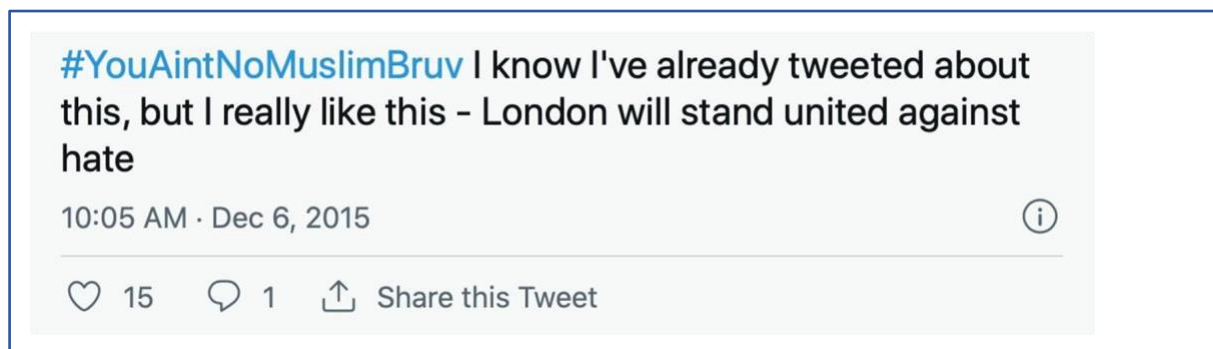 #YouAintNoMuslimBruv I know I've already tweeted about
this, but I really like this - London will stand united against
hate
10:05 AM · Dec 6, 2015
15 1 Share this Tweet